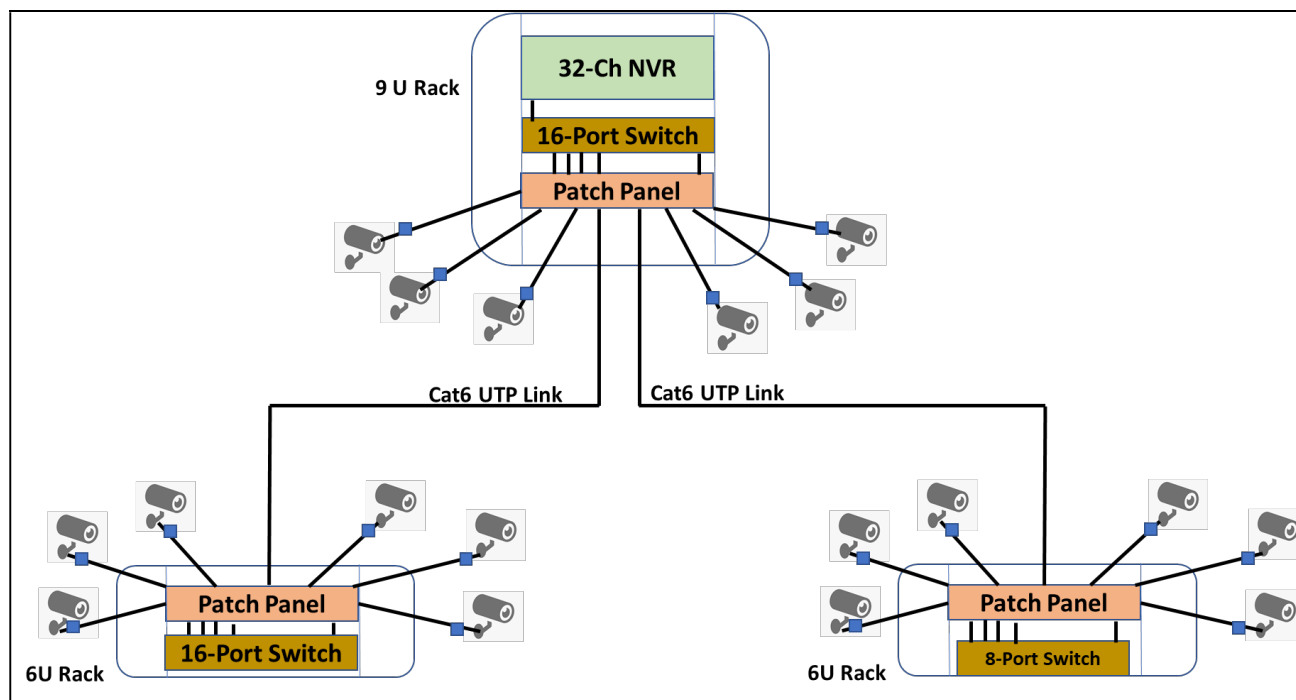 32-Ch NVR
9 U Rack
16-Port Switch
Patch Panel
Cat6 UTP Link
Cat6 UTP Link
Patch Panel
16-Port Switch
6U Rack
Patch Panel
8-Port Switch
6U Rack